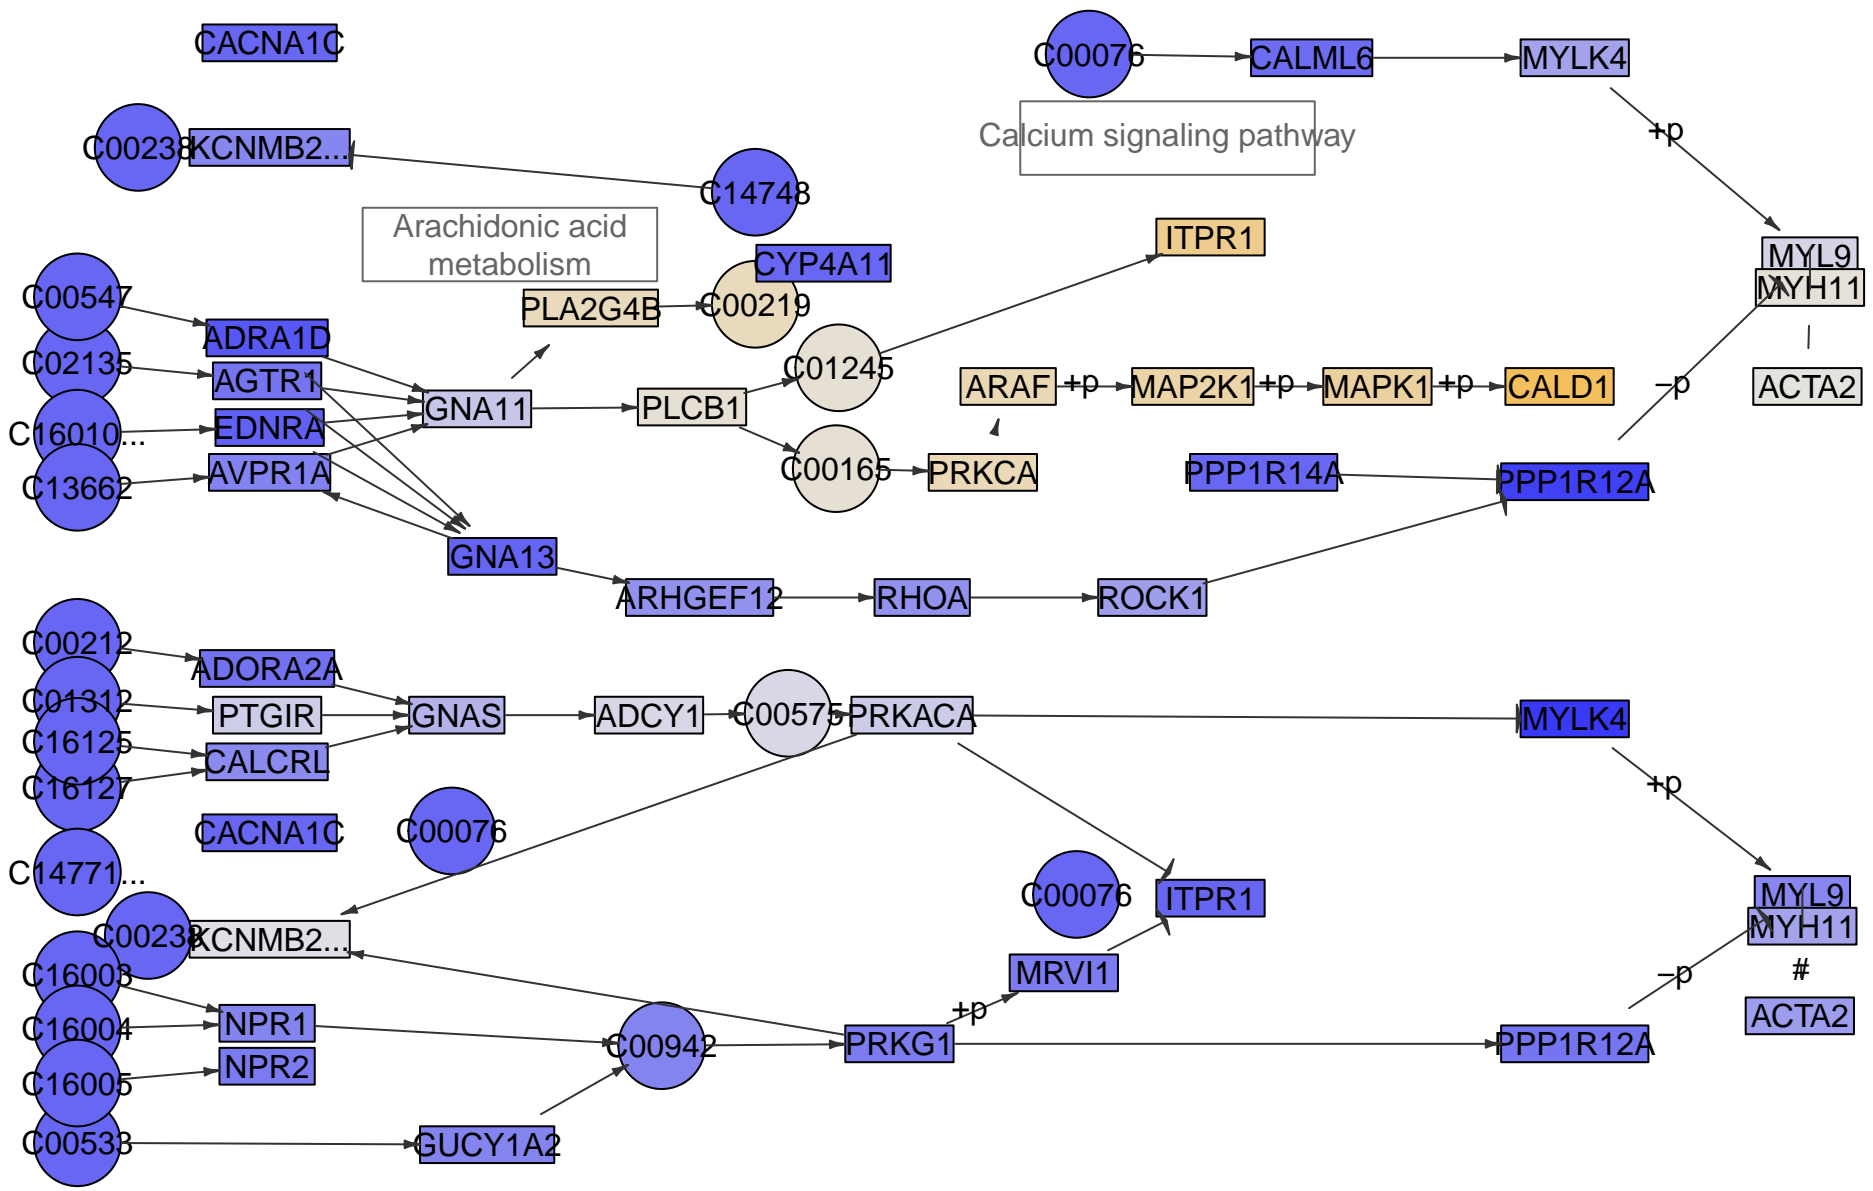 CACNA1C
C00076
CALML6
MYLK4
Calcium signaling pathway
+p
C00238
KCNMB2...
C14748
Arachidonic acid
metabolism
CYP4A11
ITPR1
MYL9
MYH11
C00547
PLA2G4B
C00219
ADRA1D
C02135
AGTR1
GNA11
PLCB1
C01245
ARAF
+p
MAP2K1
+p
MAPK1
+p
CALD1
−p
ACTA2
C16010...
EDNRA
C13662
AVPR1A
C00165
PRKCA
PPP1R14A
PPP1R12A
GNA13
ARHGEF12
RHOA
ROCK1
C00212
ADORA2A
C01312
PTGIR
GNAS
ADCY1
C00575
PRKACA
MYLK4
C16125
CALCRL
C16127
+p
CACNA1C
C00076
C14771...
C00076
ITPR1
MYL9
MYH11
C00238
KCNMB2...
C16003
MRVI1
−p
#
+p
C16004
NPR1
C00942
PRKG1
PPP1R12A
ACTA2
C16005
NPR2
C00533
GUCY1A2